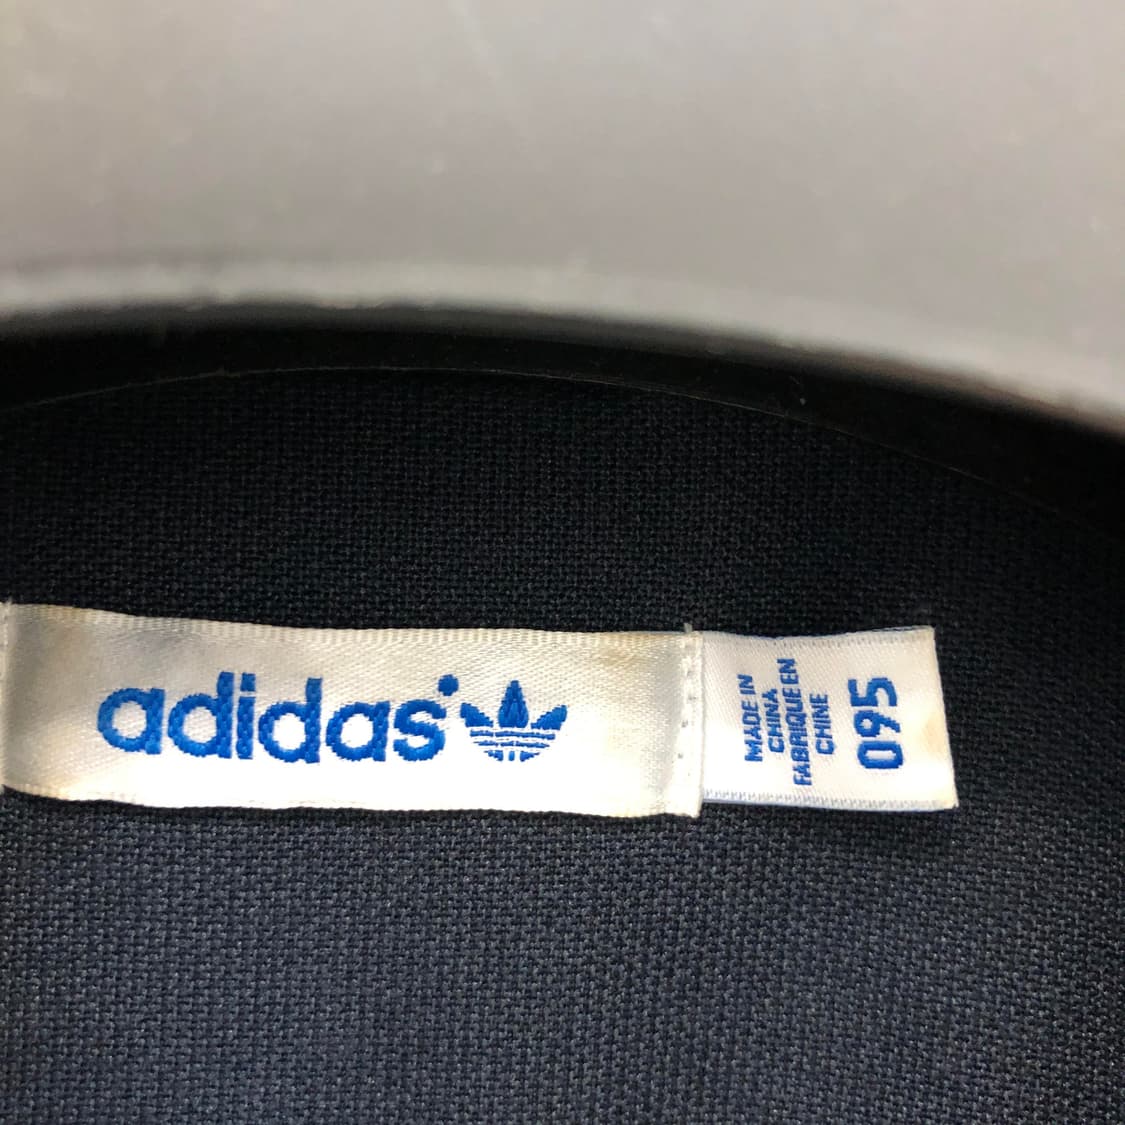 adidas
MADE IN
CHINA
FABRIQUE EN
CHINE
095